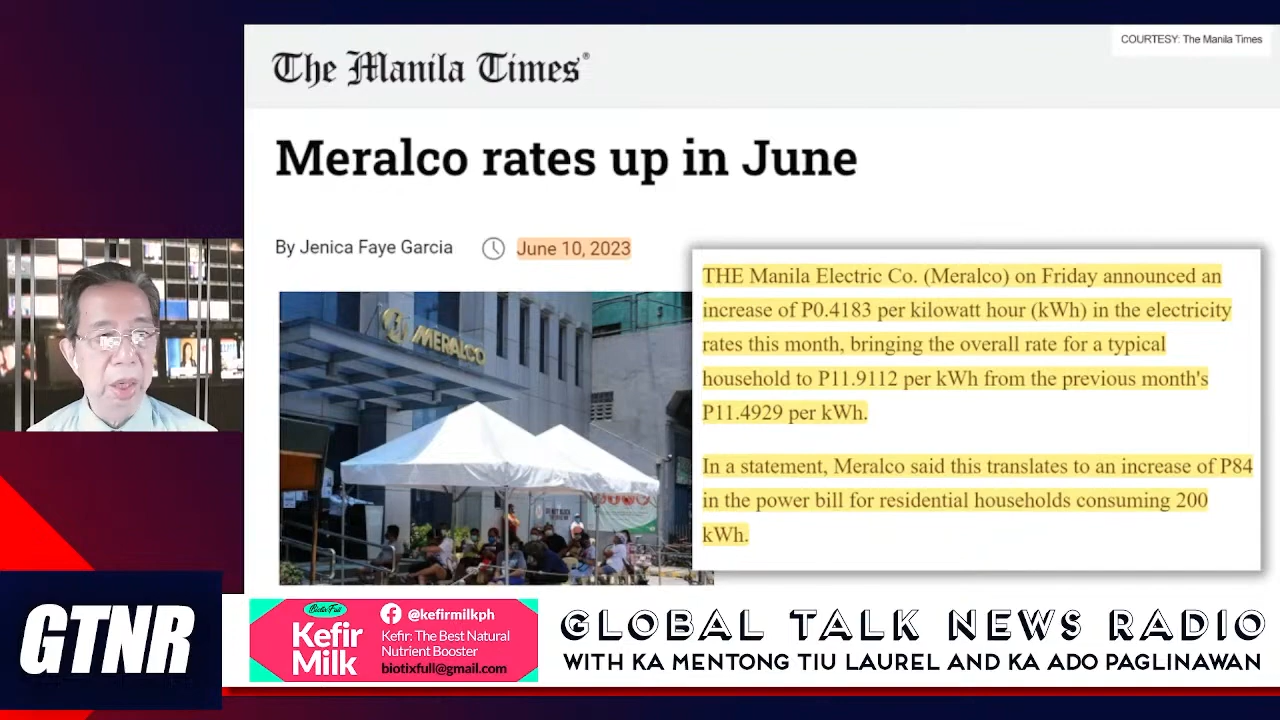 COURTESY: The Manila Times
The Manila Times®
Meralco rates up in June
By Jenica Faye Garcia
June 10, 2023
MERALCO
THE Manila Electric Co. (Meralco) on Friday announced an
increase of P0.4183 per kilowatt hour (kWh) in the electricity
rates this month, bringing the overall rate for a typical
household to P11.9112 per kWh from the previous month's
P11.4929 per kWh.
In a statement, Meralco said this translates to an increase of P84
in the power bill for residential households consuming 200
kWh.
GTNR
BiotixFull
Kefir
Milk
@kefirmilkph
Kefir: The Best Natural
Nutrient Booster
biotixfull@gmail.com
GLOBAL TALK NEWS RADIO
WITH KA MENTONG TIU LAUREL AND KA ADO PAGLINAWAN